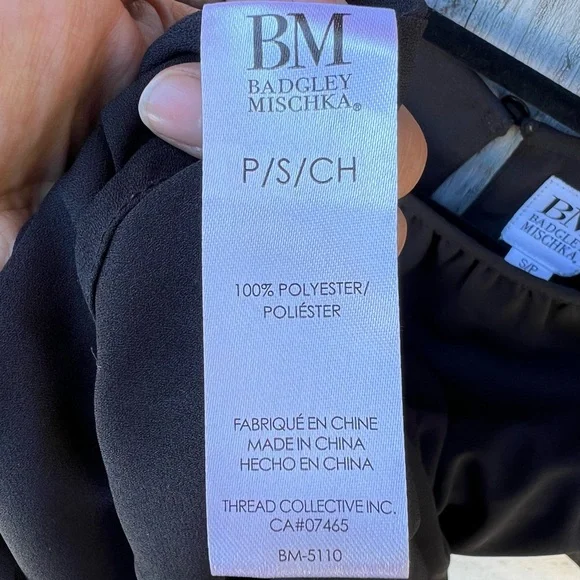 BM
BADGLEY
MISCHKA®
P/S/CH
100% POLYESTER/
POLIÉSTER
FABRIQUÉ EN CHINE
MADE IN CHINA
HECHO EN CHINA
THREAD COLLECTIVE INC.
CA#07465
BM-5110
BM
BADGLEY
MISCHKA
S/P